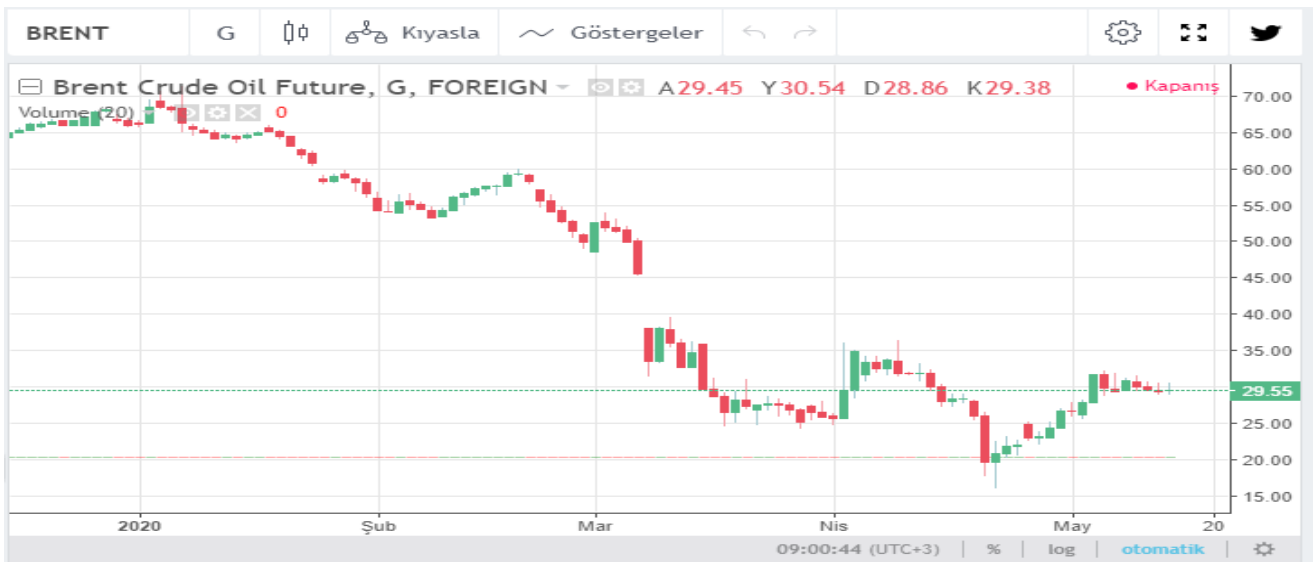 BRENT G Kıyasla Göstergeler
Brent Crude Oil Future, G, FOREIGN A29.45 Y30.54 D28.86 K29.38 Kapanış
Volume (20) 0
70.00
65.00
60.00
55.00
50.00
45.00
40.00
35.00
29.55
25.00
20.00
15.00
2020 Şub Mar Nis May 20
09:00:44 (UTC+3) % log otomatik